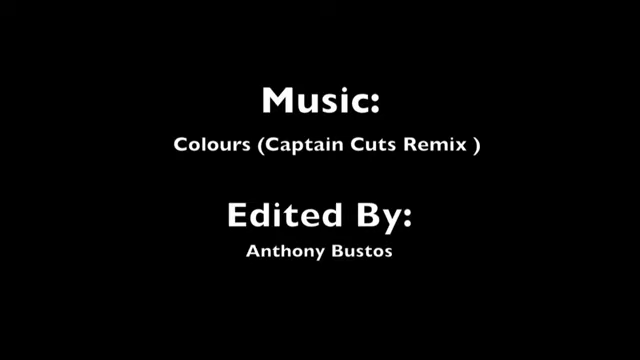 Music:
Colours (Captain Cuts Remix )
Edited By:
Anthony Bustos